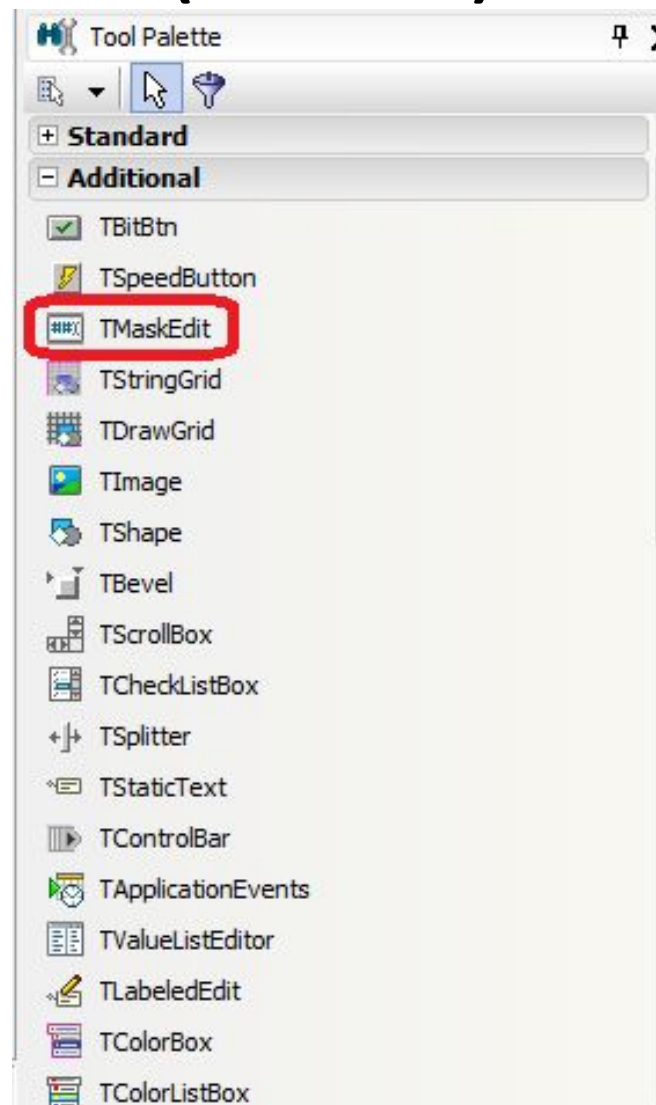 Tool Palette
Standard
Additional
TBitBtn
TSpeedButton
TMaskEdit
TStringGrid
TDrawGrid
TImage
TShape
TBevel
TScrollBox
TCheckListBox
TSplitter
TStaticText
TControlBar
TApplicationEvents
TValueListEditor
TLabeledEdit
TColorBox
TColorListBox